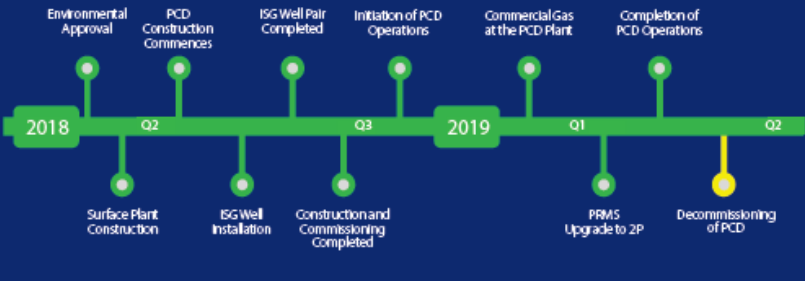 Environmental
Approval
PCD
Construction
Commences
ISG Well Pair
Completed
Initiation of PCD
Operations
Commercial Gas
at the PCD Plant
Completion of
PCD Operations
2018
Q2
Q3
2019
Q1
Q2
Surface Plant
Construction
ISG Well
Installation
Construction and
Commissioning
Completed
PRMS
Upgrade to 2P
Decommissioning
of PCD